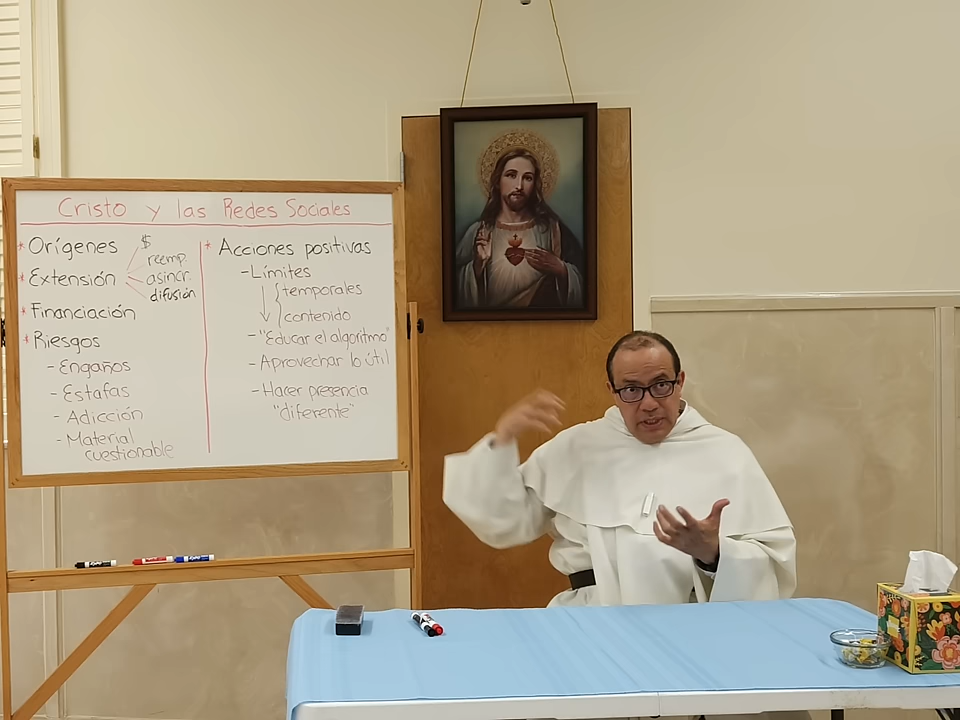 Cristo y las Redes Sociales
* Orígenes
* Extensión
$
reemp.
asincr.
difusión
* Financiación
* Riesgos
- Engaños
- Estafas
- Adicción
- Material
cuestionable
* Acciones positivas
- Límites
temporales
contenido
- "Educar el algoritmo"
- Aprovechar lo útil
- Hacer presencia
"diferente"